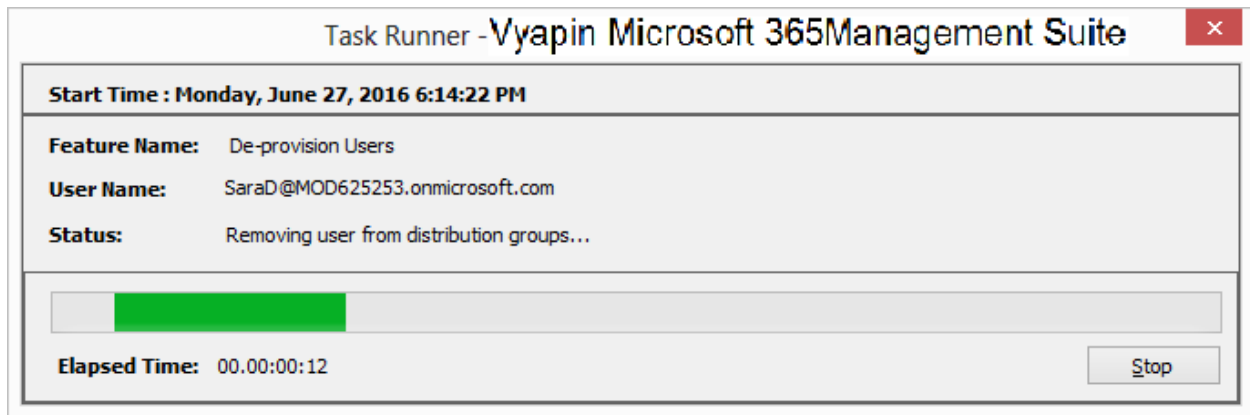 Task Runner -Vyapin Microsoft 365Management Suite
Start Time : Monday, June 27, 2016 6:14:22 PM
Feature Name: De-provision Users
User Name: SaraD@MOD625253.onmicrosoft.com
Status: Removing user from distribution groups...
Elapsed Time: 00.00:00:12
Stop